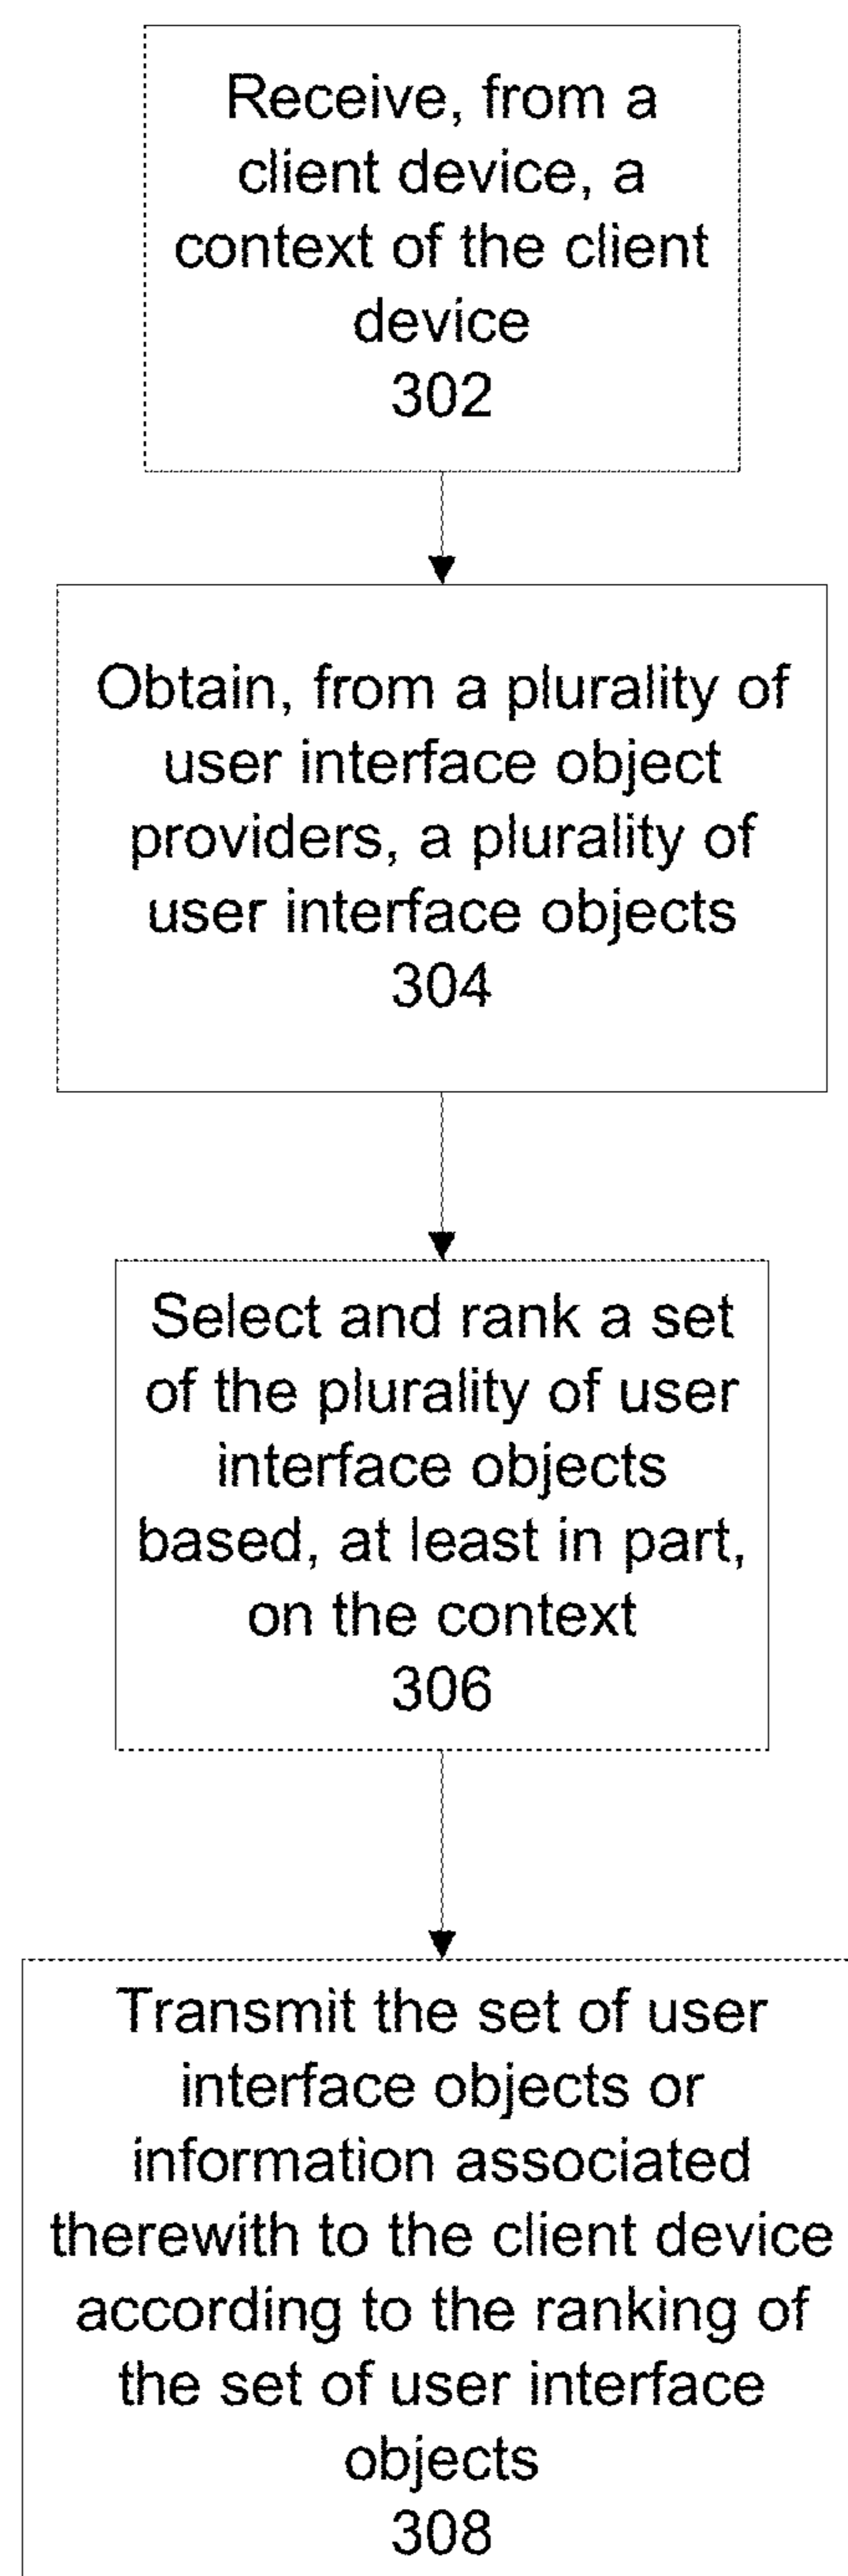 Receive, from a
client device, a
context of the client
device
302
Obtain, from a plurality of
user interface object
providers, a plurality of
user interface objects
304
Select and rank a set
of the plurality of user
interface objects
based, at least in part,
on the context
306
Transmit the set of user
interface objects or
information associated
therewith to the client device
according to the ranking of
the set of user interface
objects
308